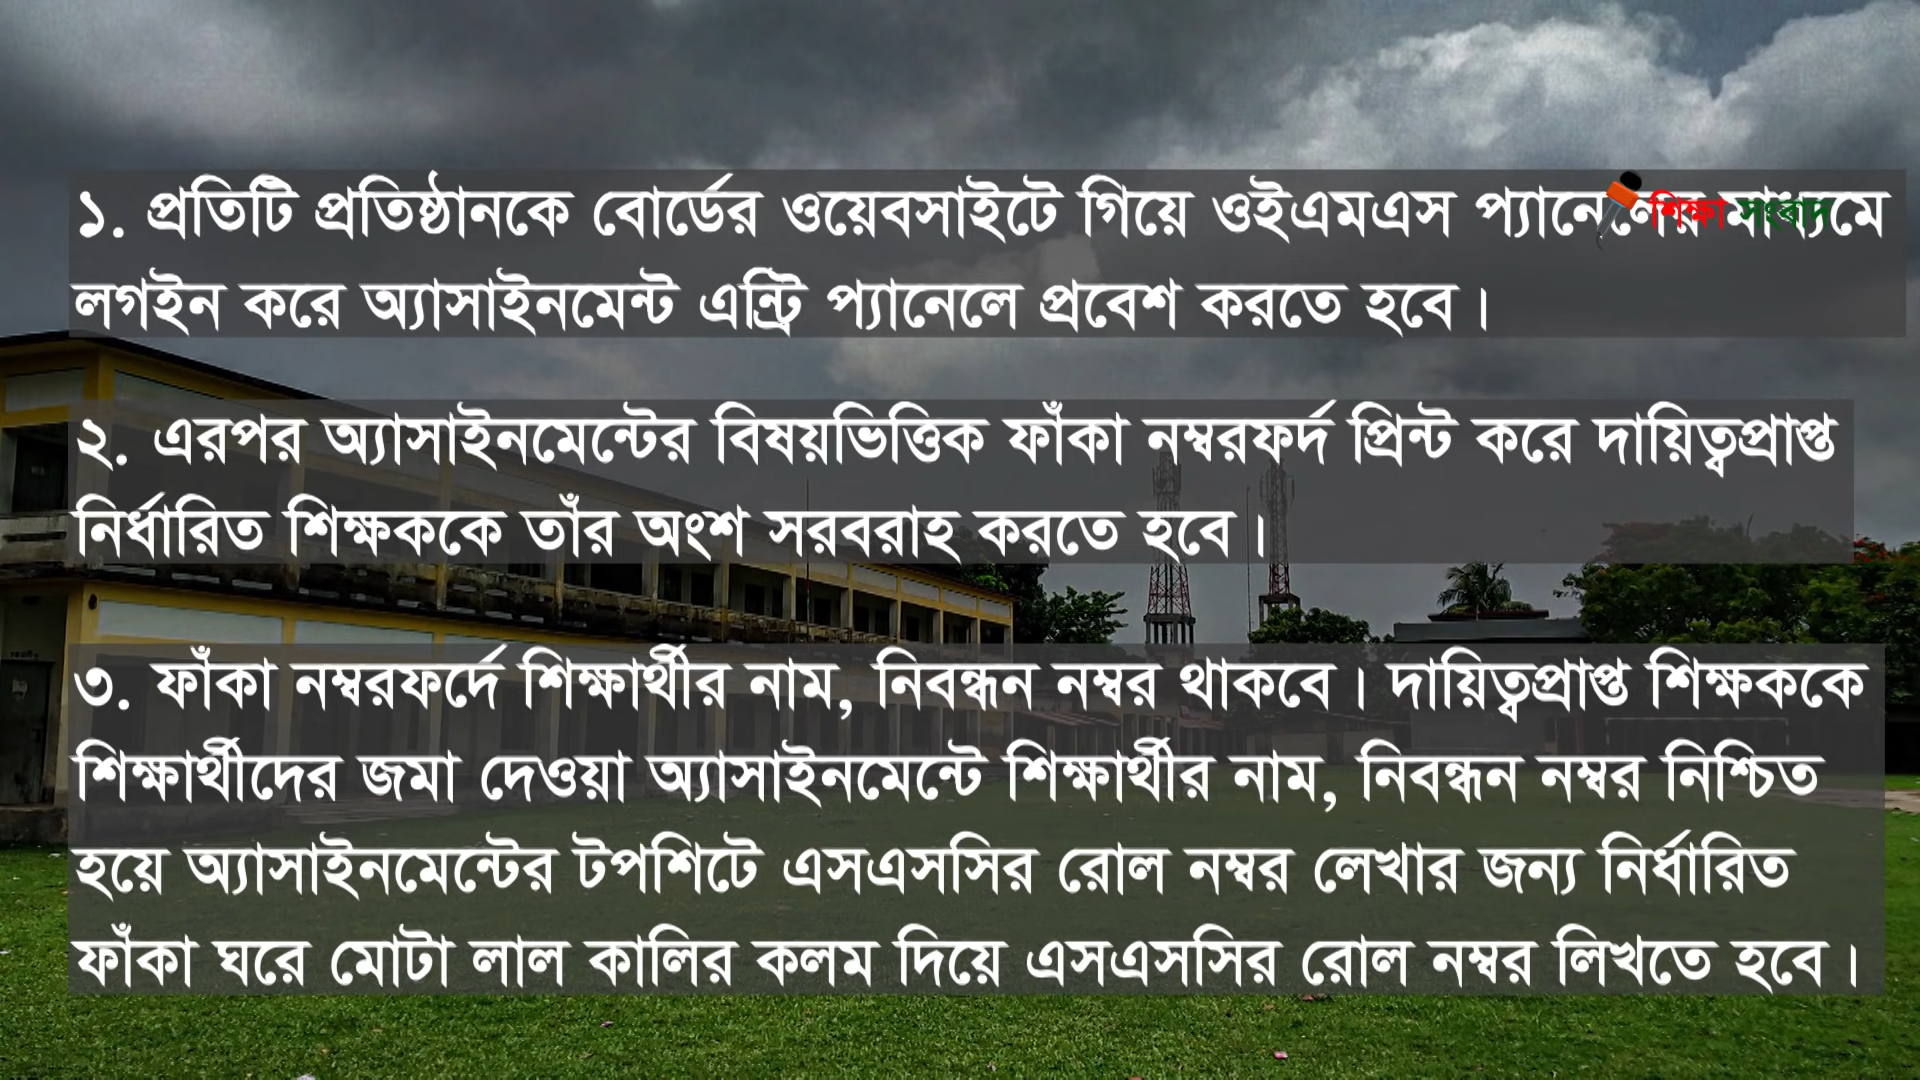 ১. প্রতিটি প্রতিষ্ঠানকে বোর্ডের ওয়েবসাইটে গিয়ে ওইএমএস প্যানেলের মাধ্যমে
শিক্ষা সংবাদ
লগইন করে অ্যাসাইনমেন্ট এন্ট্রি প্যানেলে প্রবেশ করতে হবে।
২. এরপর অ্যাসাইনমেন্টের বিষয়ভিত্তিক ফাঁকা নম্বরফর্দ প্রিন্ট করে দায়িত্বপ্রাপ্ত
নির্ধারিত শিক্ষককে তাঁর অংশ সরবরাহ করতে হবে।
৩. ফাঁকা নম্বরফর্দে শিক্ষার্থীর নাম, নিবন্ধন নম্বর থাকবে। দায়িত্বপ্রাপ্ত শিক্ষককে
শিক্ষার্থীদের জমা দেওয়া অ্যাসাইনমেন্টে শিক্ষার্থীর নাম, নিবন্ধন নম্বর নিশ্চিত
হয়ে অ্যাসাইনমেন্টের টপশিটে এসএসসির রোল নম্বর লেখার জন্য নির্ধারিত
ফাঁকা ঘরে মোটা লাল কালির কলম দিয়ে এসএসসির রোল নম্বর লিখতে হবে।